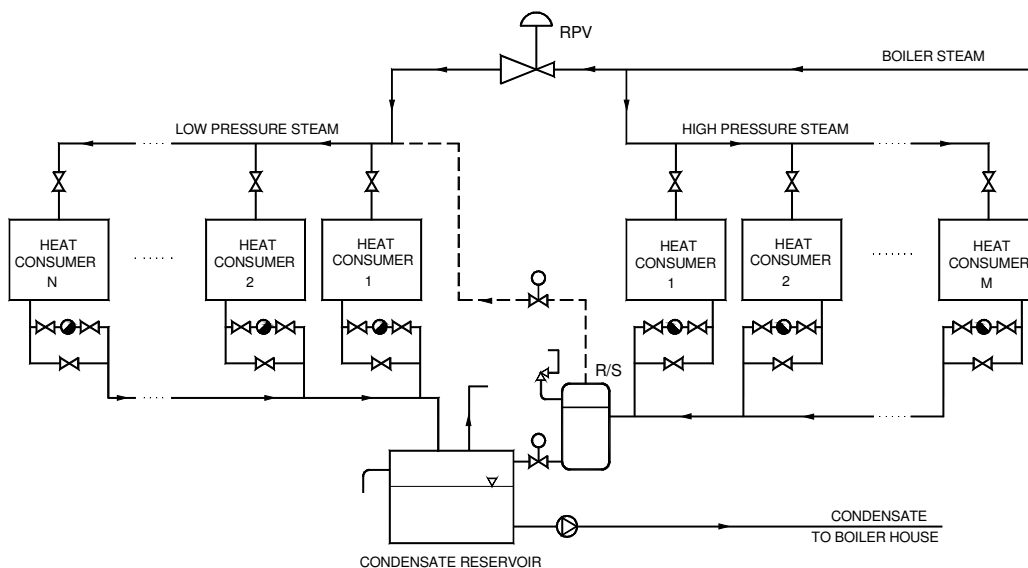 RPV
BOILER STEAM
LOW PRESSURE STEAM
HIGH PRESSURE STEAM
HEAT
CONSUMER
N
HEAT
CONSUMER
2
HEAT
CONSUMER
1
HEAT
CONSUMER
1
HEAT
CONSUMER
2
HEAT
CONSUMER
M
R/S
CONDENSATE
TO BOILER HOUSE
CONDENSATE RESERVOIR